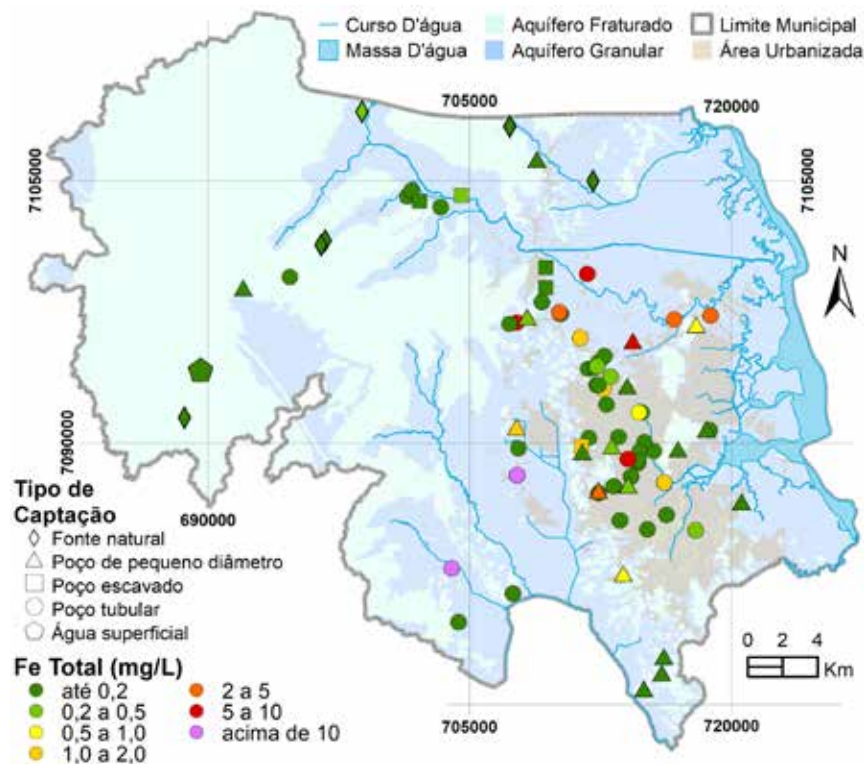 Curso D'água
Massa D'água
Aquífero Fraturado
Aquífero Granular
Limite Municipal
Área Urbanizada
705000
720000
7105000
7105000
N
7090000
7090000
690000
Tipo de
Captação
Fonte natural
Poço de pequeno diâmetro
Poço escavado
Poço tubular
Água superficial
Fe Total (mg/L)
até 0,2
0,2 a 0,5
0,5 a 1,0
1,0 a 2,0
2 a 5
5 a 10
acima de 10
0 2 4
Km
705000
720000